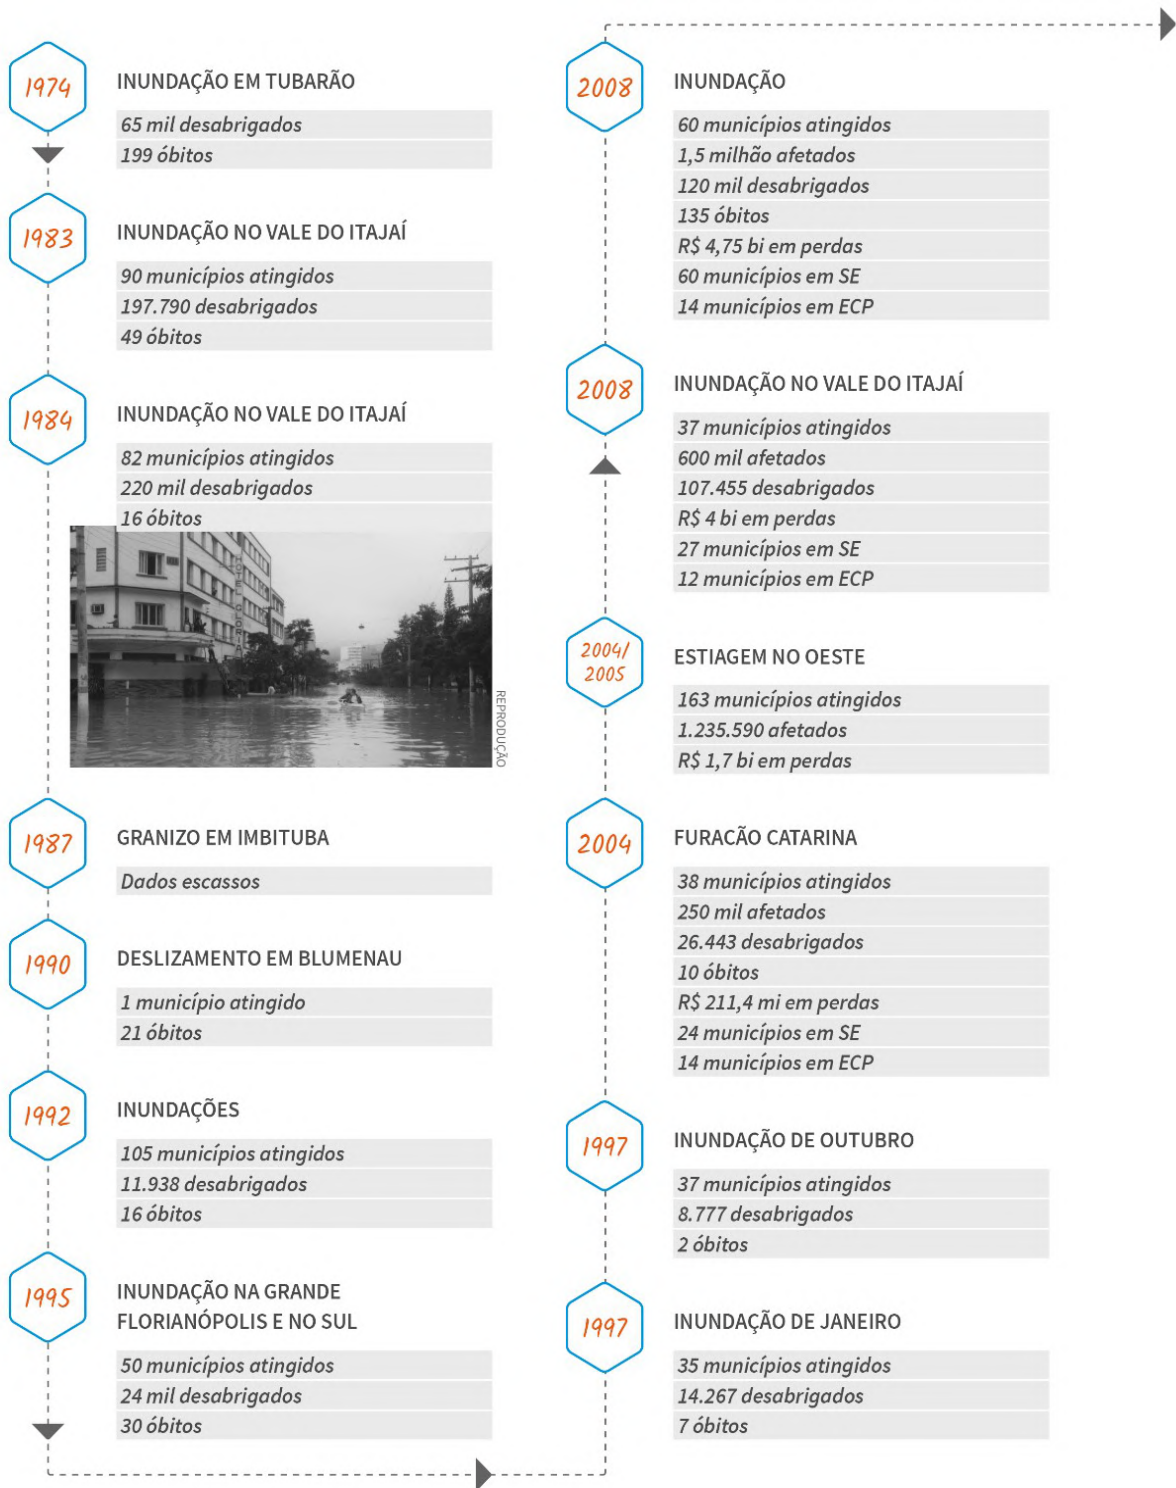 1974
INUNDAÇÃO EM TUBARÃO
65 mil desabrigados
199 óbitos
1983
INUNDAÇÃO NO VALE DO ITAJAÍ
90 municípios atingidos
197.790 desabrigados
49 óbitos
1984
INUNDAÇÃO NO VALE DO ITAJAÍ
82 municípios atingidos
220 mil desabrigados
16 óbitos
REPRODUÇÃO
1987
GRANIZO EM IMBITUBA
Dados escassos
1990
DESLIZAMENTO EM BLUMENAU
1 município atingido
21 óbitos
1992
INUNDAÇÕES
105 municípios atingidos
11.938 desabrigados
16 óbitos
1995
INUNDAÇÃO NA GRANDE
FLORIANÓPOLIS E NO SUL
50 municípios atingidos
24 mil desabrigados
30 óbitos
2008
INUNDAÇÃO
60 municípios atingidos
1,5 milhão afetados
120 mil desabrigados
135 óbitos
R$ 4,75 bi em perdas
60 municípios em SE
14 municípios em ECP
2008
INUNDAÇÃO NO VALE DO ITAJAÍ
37 municípios atingidos
600 mil afetados
107.455 desabrigados
R$ 4 bi em perdas
27 municípios em SE
12 municípios em ECP
2004/
2005
ESTIAGEM NO OESTE
163 municípios atingidos
1.235.590 afetados
R$ 1,7 bi em perdas
2004
FURACÃO CATARINA
38 municípios atingidos
250 mil afetados
26.443 desabrigados
10 óbitos
R$ 211,4 mi em perdas
24 municípios em SE
14 municípios em ECP
1997
INUNDAÇÃO DE OUTUBRO
37 municípios atingidos
8.777 desabrigados
2 óbitos
1997
INUNDAÇÃO DE JANEIRO
35 municípios atingidos
14.267 desabrigados
7 óbitos